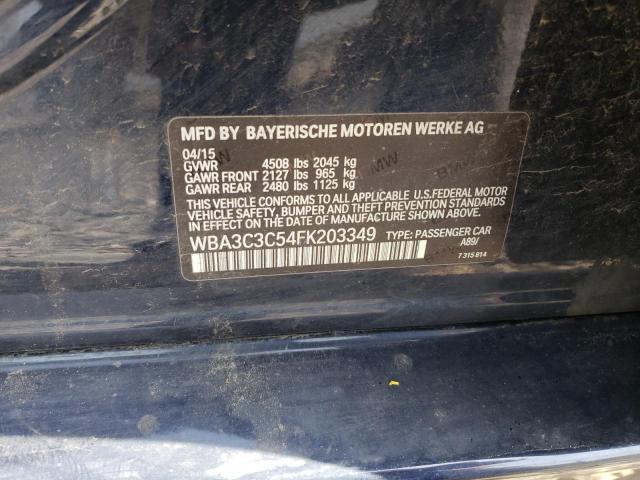 MFD BY BAYERISCHE MOTOREN WERKE AG
04/15
GVWR 4508 lbs 2045 kg
GAWR FRONT 2127 lbs 965 kg
GAWR REAR 2480 lbs 1125 kg
THIS VEHICLE CONFORMS TO ALL APPLICABLE U.S.FEDERAL MOTOR
VEHICLE SAFETY, BUMPER AND THEFT PREVENTION STANDARDS
IN EFFECT ON THE DATE OF MANUFACTURE SHOWN ABOVE.
WBA3C3C54FK203349 TYPE: PASSENGER CAR
A89/
7 315 814